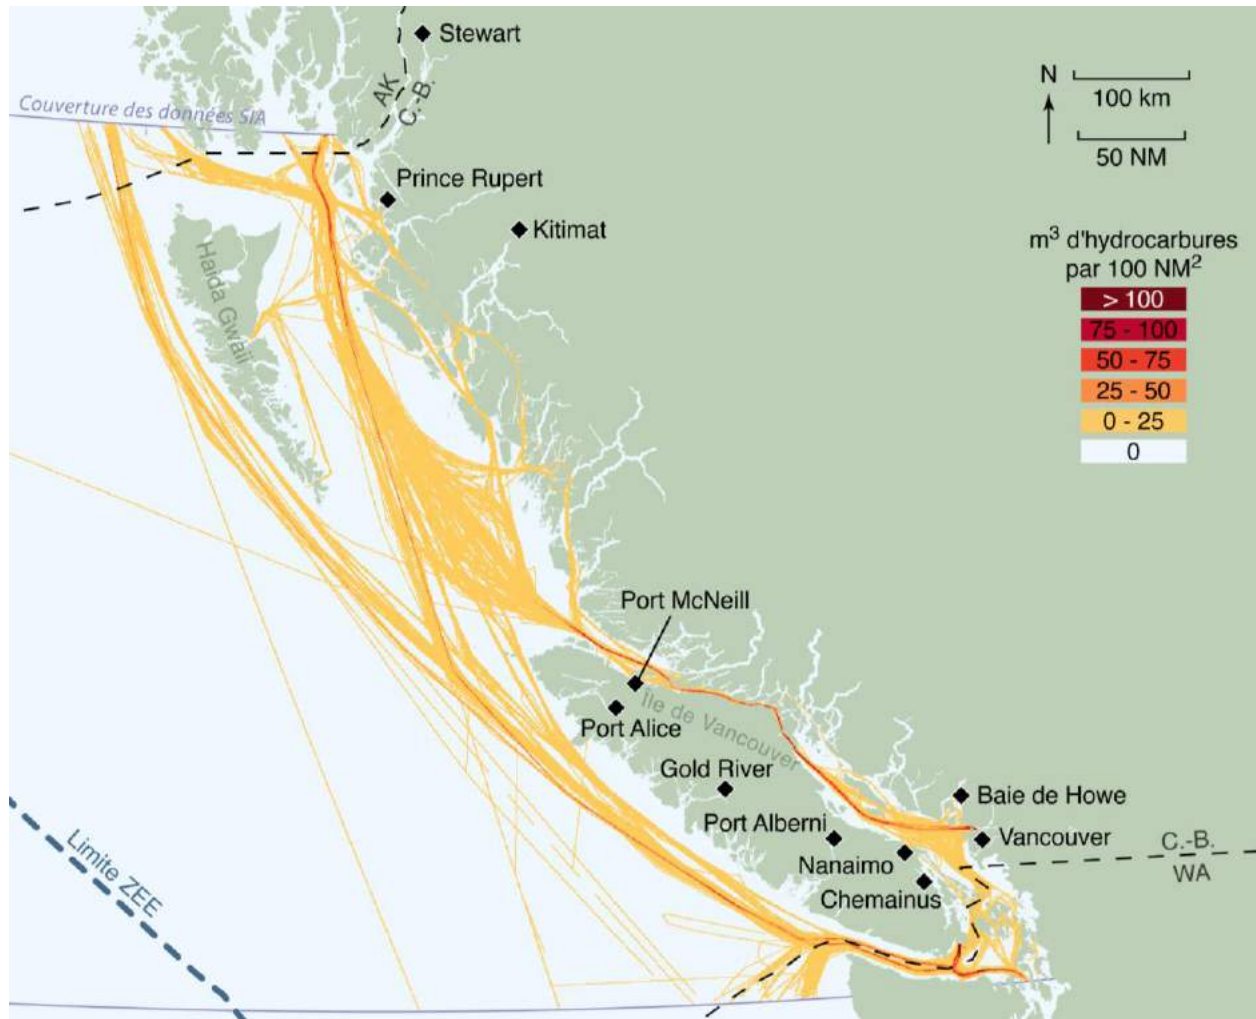 Stewart
AK
C.-B.
Couverture des données SIA
N
100 km
50 NM
Prince Rupert
Kitimat
Haida Gwaii
m³ d'hydrocarbures
par 100 NM²
> 100
75 - 100
50 - 75
25 - 50
0 - 25
0
Port McNeill
Île de Vancouver
Port Alice
Gold River
Baie de Howe
Port Alberni
Vancouver
Nanaimo
C.-B.
WA
Chemainus
Limite ZEE